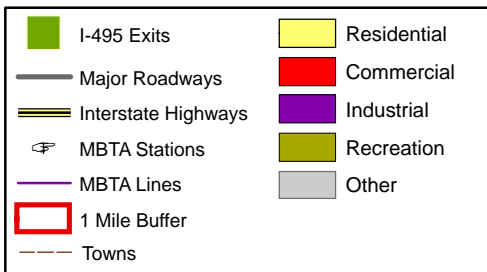 I-495 Exits
Major Roadways
Interstate Highways
MBTA Stations
MBTA Lines
1 Mile Buffer
Towns
Residential
Commercial
Industrial
Recreation
Other